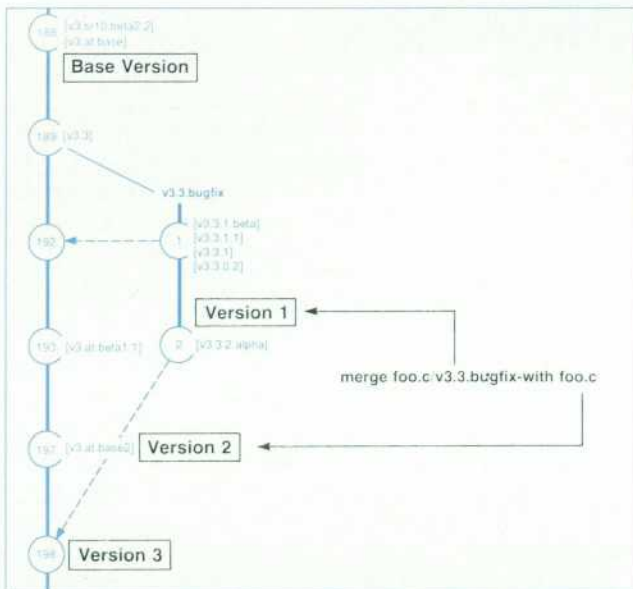 188
[v3.sr10.beta2.2]
[v3.at.base]
Base Version
189
[v3.3]
v3.3.bugfix
192
1
[v3.3.1.beta]
[v3.3.1.1]
[v3.3.1]
[v3.3.0.2]
Version 1
193
[v3.at.beta1.1]
2
[v3.3.2.alpha]
merge foo.c/v3.3.bugfix-with foo.c
197
[v3.at.base2]
Version 2
198
Version 3